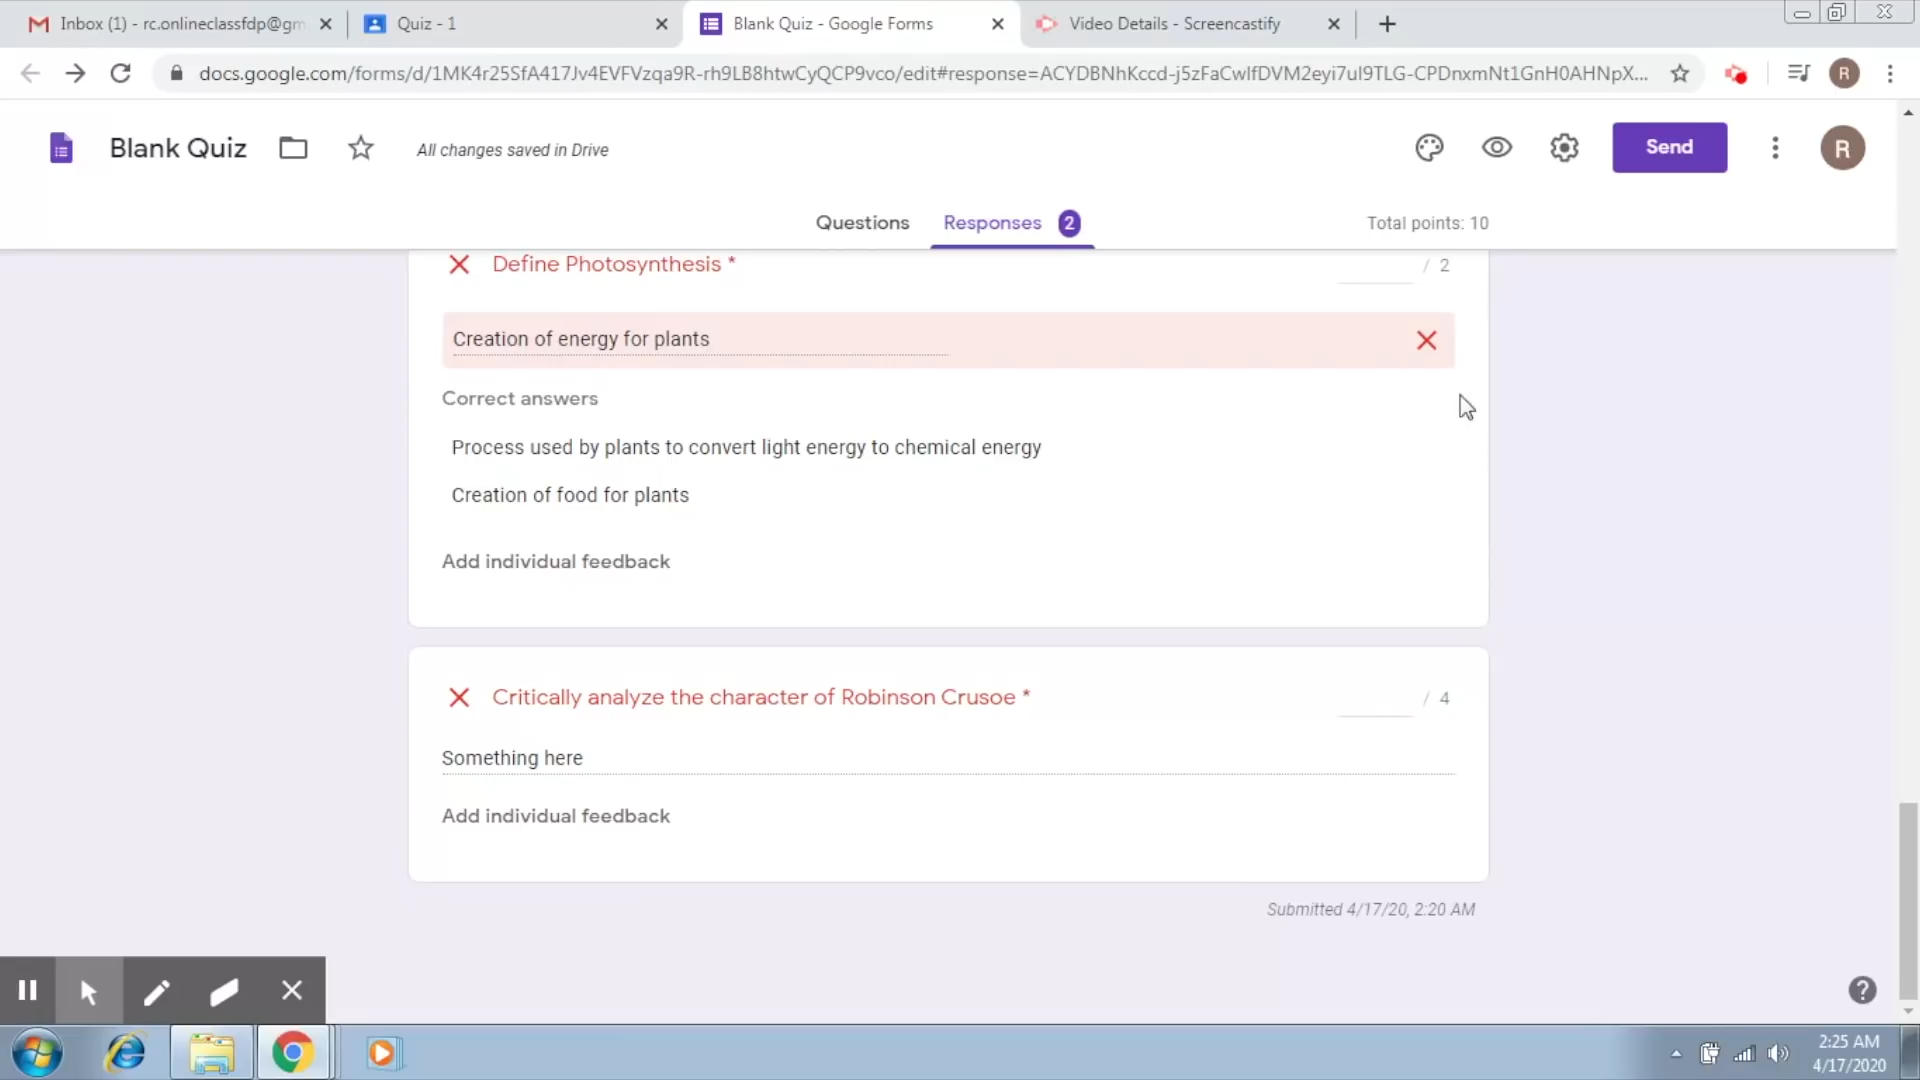 Inbox (1) - rc.onlineclassfdp@gm
Quiz - 1
Blank Quiz - Google Forms
Video Details - Screencastify
docs.google.com/forms/d/1MK4r25SfA417Jv4EVFVzqa9R-rh9LB8htwCyQCP9vco/edit#response=ACYDBNhKccd-j5zFaCwlfDVM2eyi7ul9TLG-CPDnxmNt1GnH0AHNpX...
R
Blank Quiz
All changes saved in Drive
Send
R
Questions
Responses 2
Total points: 10
Define Photosynthesis *
/ 2
Creation of energy for plants
Correct answers
Process used by plants to convert light energy to chemical energy
Creation of food for plants
Add individual feedback
Critically analyze the character of Robinson Crusoe *
/ 4
Something here
Add individual feedback
Submitted 4/17/20, 2:20 AM
2:25 AM
4/17/2020